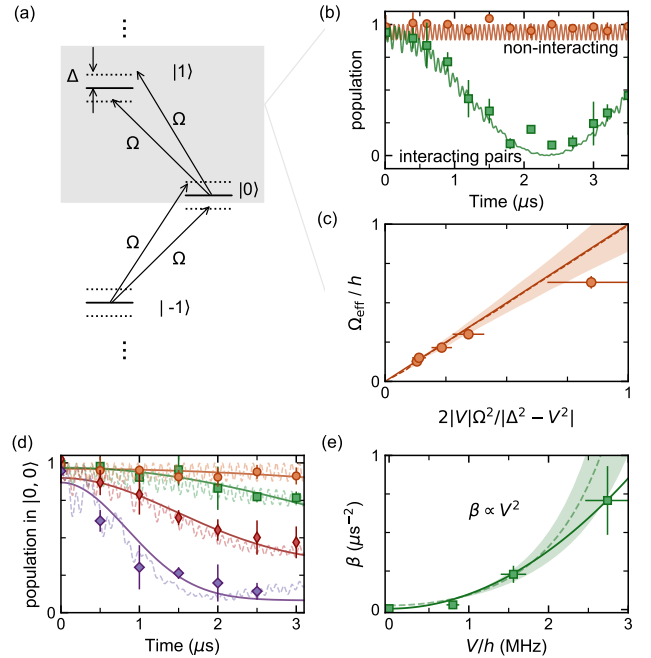 (a)
⋮
Δ
|1⟩
Ω
Ω
|0⟩
Ω
Ω
| -1⟩
⋮
(b)
population
1
0
non-interacting
interacting pairs
0 1 2 3
Time (μs)
(c)
Ω_eff / h
1
0
0 1
2|V|Ω²/|Δ² − V²|
(d)
population in |0, 0⟩
1
0
0 1 2 3
Time (μs)
(e)
β (μs⁻²)
1
0
β ∝ V²
0 1 2 3
V/h (MHz)